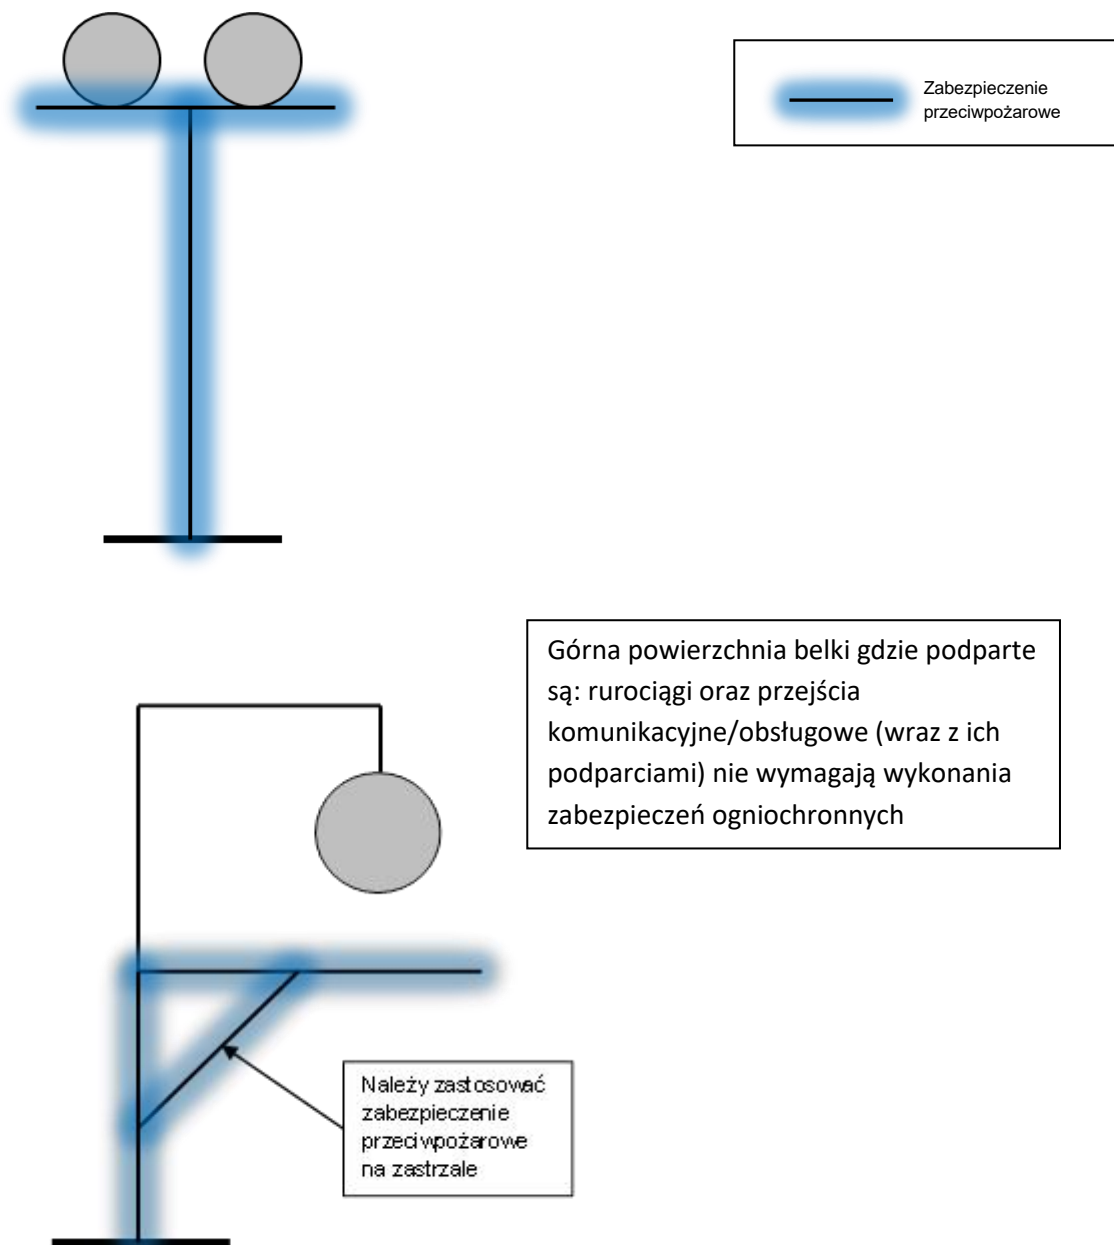 Zabezpieczenie
przeciwpożarowe
Górna powierzchnia belki gdzie podparte
są: rurociągi oraz przejścia
komunikacyjne/obsługowe (wraz z ich
podparciami) nie wymagają wykonania
zabezpieczeń ogniochronnych
Należy zastosować
zabezpieczenie
przeciwpożarowe
na zastrzale